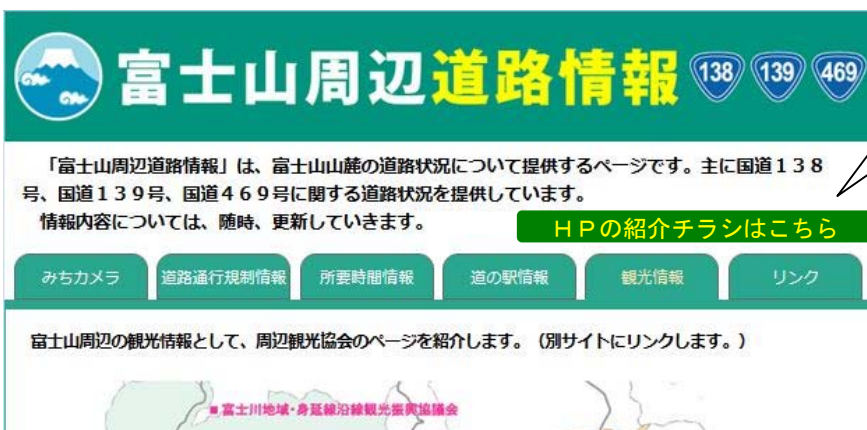 富士山周辺道路情報 138 139 469
「富士山周辺道路情報」は、富士山山麓の道路状況について提供するページです。主に国道138
号、国道139号、国道469号に関する道路状況を提供しています。
情報内容については、随時、更新していきます。
HPの紹介チラシはこちら
みちカメラ 道路通行規制情報 所要時間情報 道の駅情報 観光情報 リンク
富士山周辺の観光情報として、周辺観光協会のページを紹介します。（別サイトにリンクします。）
■富士川地域・身延線沿線観光振興協議会